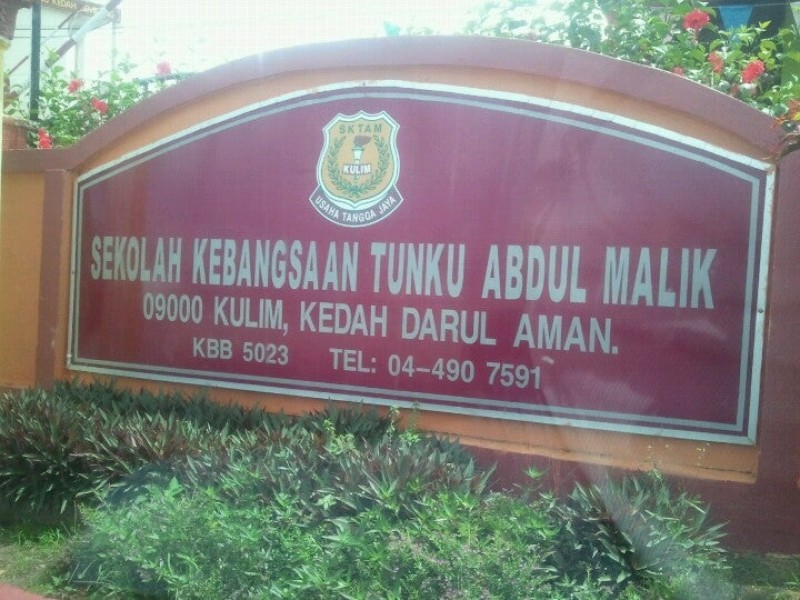 SKTAM
KULIM
USAHA TANGGA JAYA
SEKOLAH KEBANGSAAN TUNKU ABDUL MALIK
09000 KULIM, KEDAH DARUL AMAN.
KBB 5023 TEL: 04-490 7591